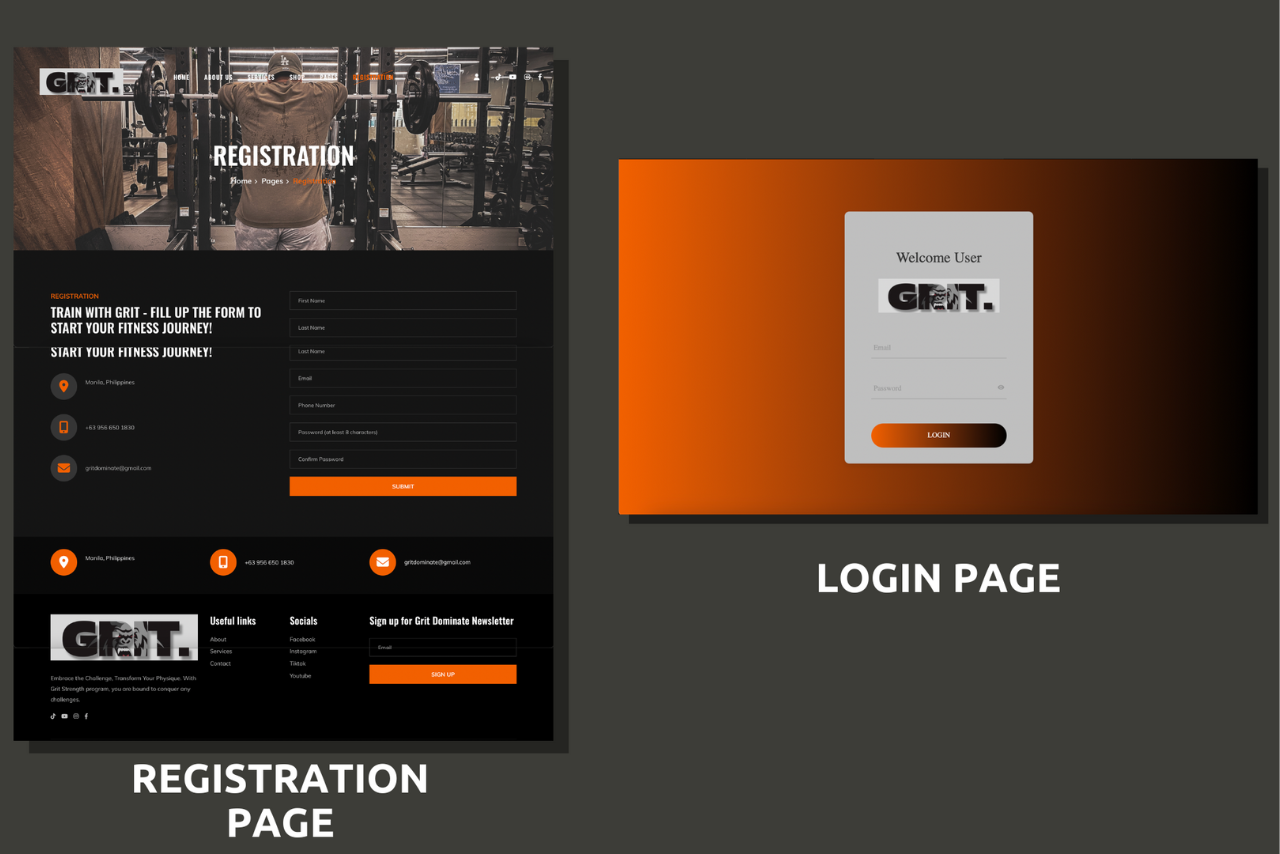 GRIT.
HOME ABOUT US SERVICES SHOP PAGES REGISTRATION
REGISTRATION
Home > Pages > Registration
REGISTRATION
TRAIN WITH GRIT - FILL UP THE FORM TO
START YOUR FITNESS JOURNEY!
START YOUR FITNESS JOURNEY!
Manila, Philippines
+63 956 650 1830
gritdominate@gmail.com
First Name
Last Name
Last Name
Email
Phone Number
Password (at least 8 characters)
Confirm Password
SUBMIT
Manila, Philippines
+63 956 650 1830
gritdominate@gmail.com
GRIT.
Embrace the Challenge, Transform Your Physique. With
Grit Strength program, you are bound to conquer any
challenges.
Useful links
About
Services
Contact
Socials
Facebook
Instagram
Tiktok
Youtube
Sign up for Grit Dominate Newsletter
Email
SIGN UP
REGISTRATION
PAGE
Welcome User
GRIT.
Email
Password
LOGIN
LOGIN PAGE